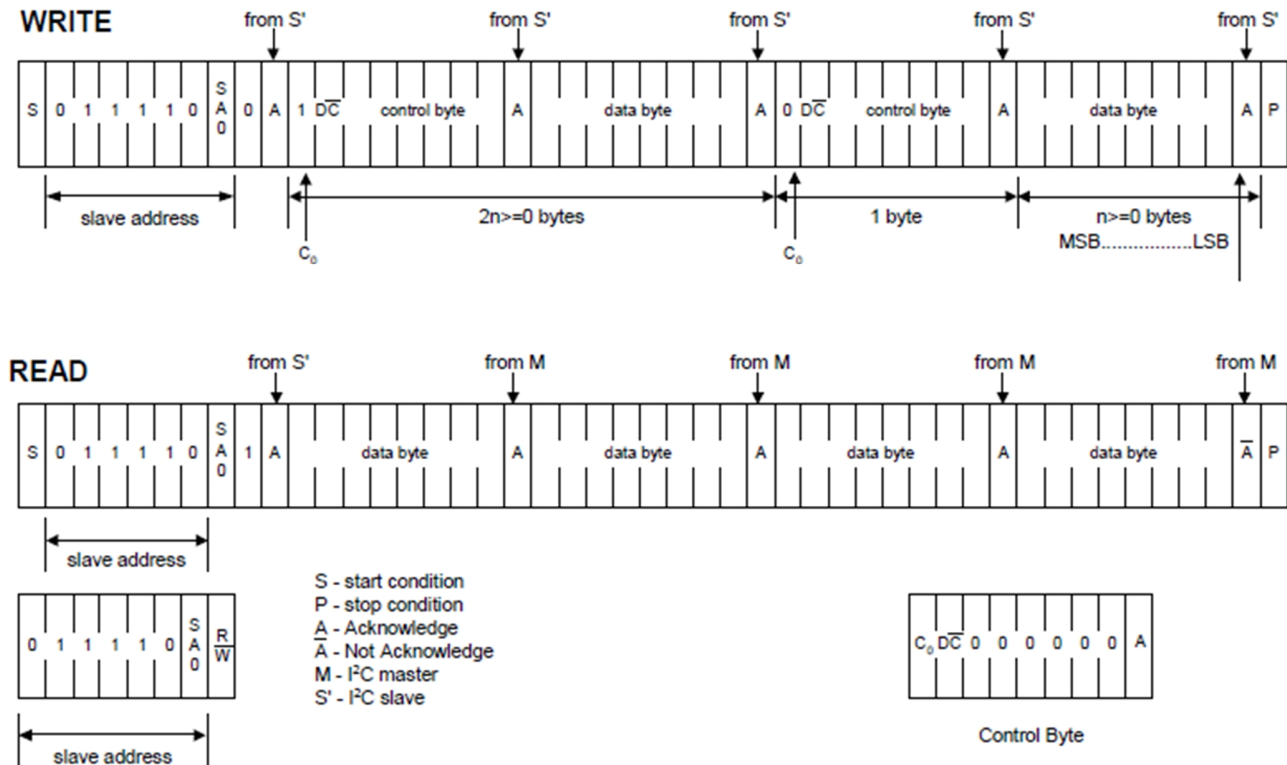 WRITE
from S' from S' from S' from S' from S'
S 0 1 1 1 1 0 SA0 0 A 1 DC̅ control byte A data byte A 0 DC̅ control byte A data byte A P
slave address 2n>=0 bytes 1 byte n>=0 bytes
MSB.................LSB
C₀ C₀
READ
from S' from M from M from M from M
S 0 1 1 1 1 0 SA0 1 A data byte A data byte A data byte A data byte A̅ P
slave address
S - start condition
P - stop condition
A - Acknowledge
A̅ - Not Acknowledge
M - I²C master
S' - I²C slave
0 1 1 1 1 0 SA0 R/W̅
slave address
C₀ DC̅ 0 0 0 0 0 0 A
Control Byte